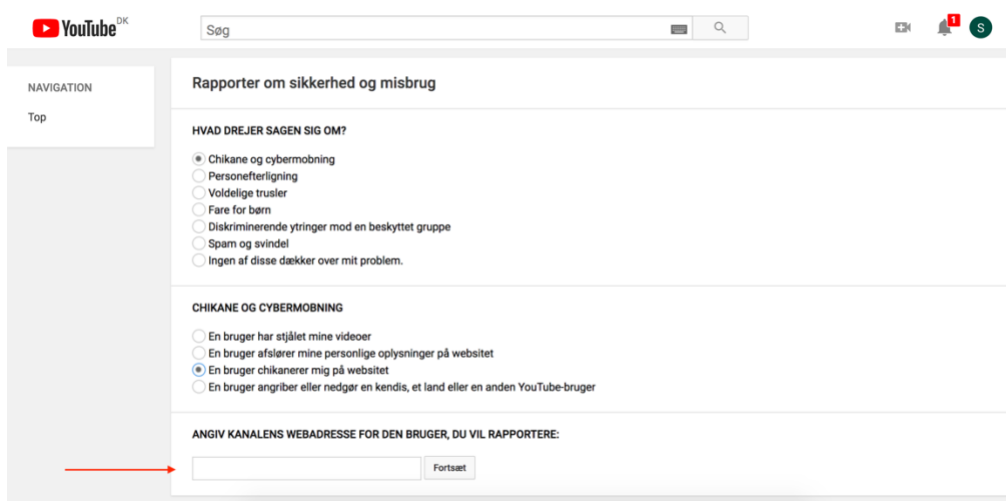 YouTube DK
Søg
1
S
NAVIGATION
Top
Rapporter om sikkerhed og misbrug
HVAD DREJER SAGEN SIG OM?
Chikane og cybermobning
Personefterligning
Voldelige trusler
Fare for børn
Diskriminerende ytringer mod en beskyttet gruppe
Spam og svindel
Ingen af disse dækker over mit problem.
CHIKANE OG CYBERMOBNING
En bruger har stjålet mine videoer
En bruger afslører mine personlige oplysninger på websitet
En bruger chikanerer mig på websitet
En bruger angriber eller nedgør en kendis, et land eller en anden YouTube-bruger
ANGIV KANALENS WEBADRESSE FOR DEN BRUGER, DU VIL RAPPORTERE:
Fortsæt